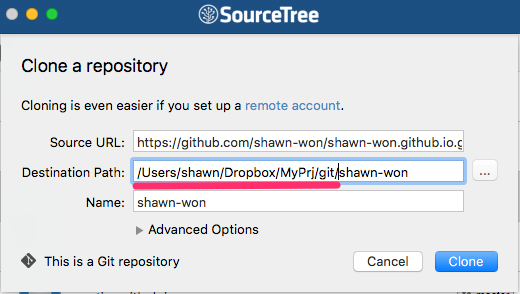 SourceTree
Clone a repository
Cloning is even easier if you set up a remote account.
Source URL: https://github.com/shawn-won/shawn-won.github.io.g
Destination Path: /Users/shawn/Dropbox/MyPrj/git/shawn-won ...
Name: shawn-won
Advanced Options
This is a Git repository Cancel Clone